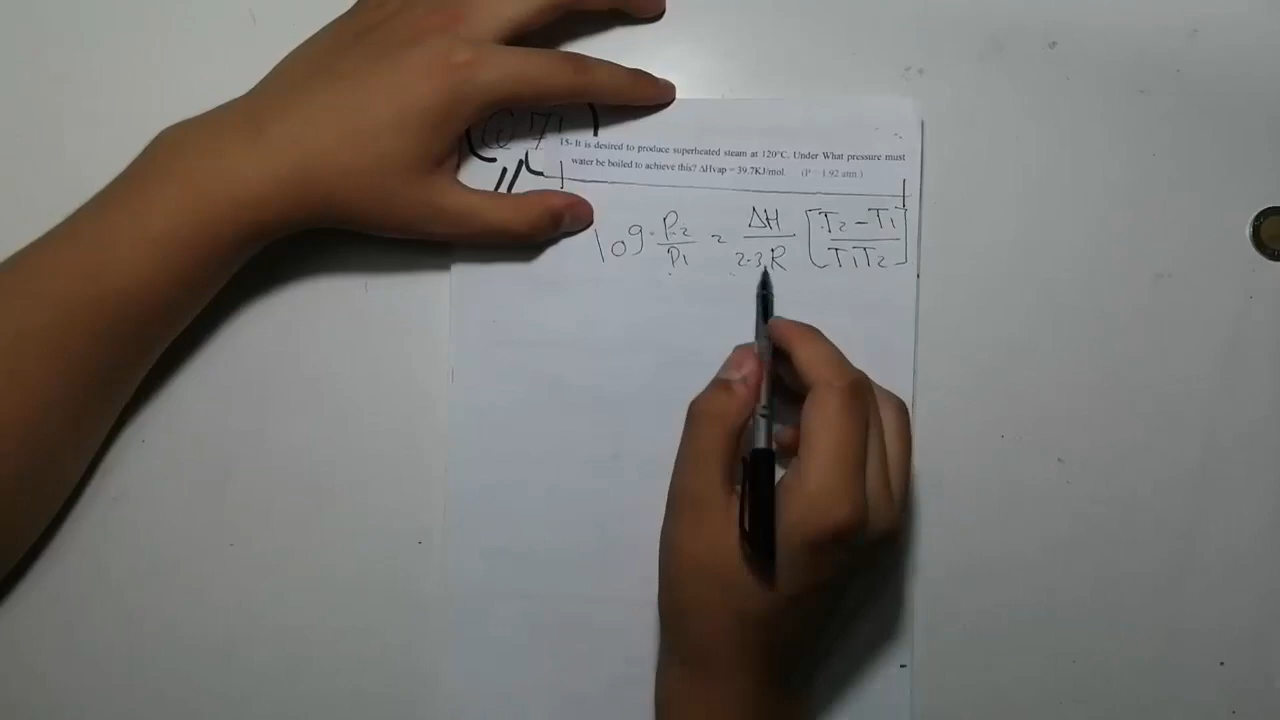 Q 7
15- It is desired to produce superheated steam at 120°C. Under What pressure must
water be boiled to achieve this? ΔHvap = 39.7KJ/mol. (P = 1.92 atm.)
log P2/P1 = ΔH/2.3R [T2 - T1/T1T2]